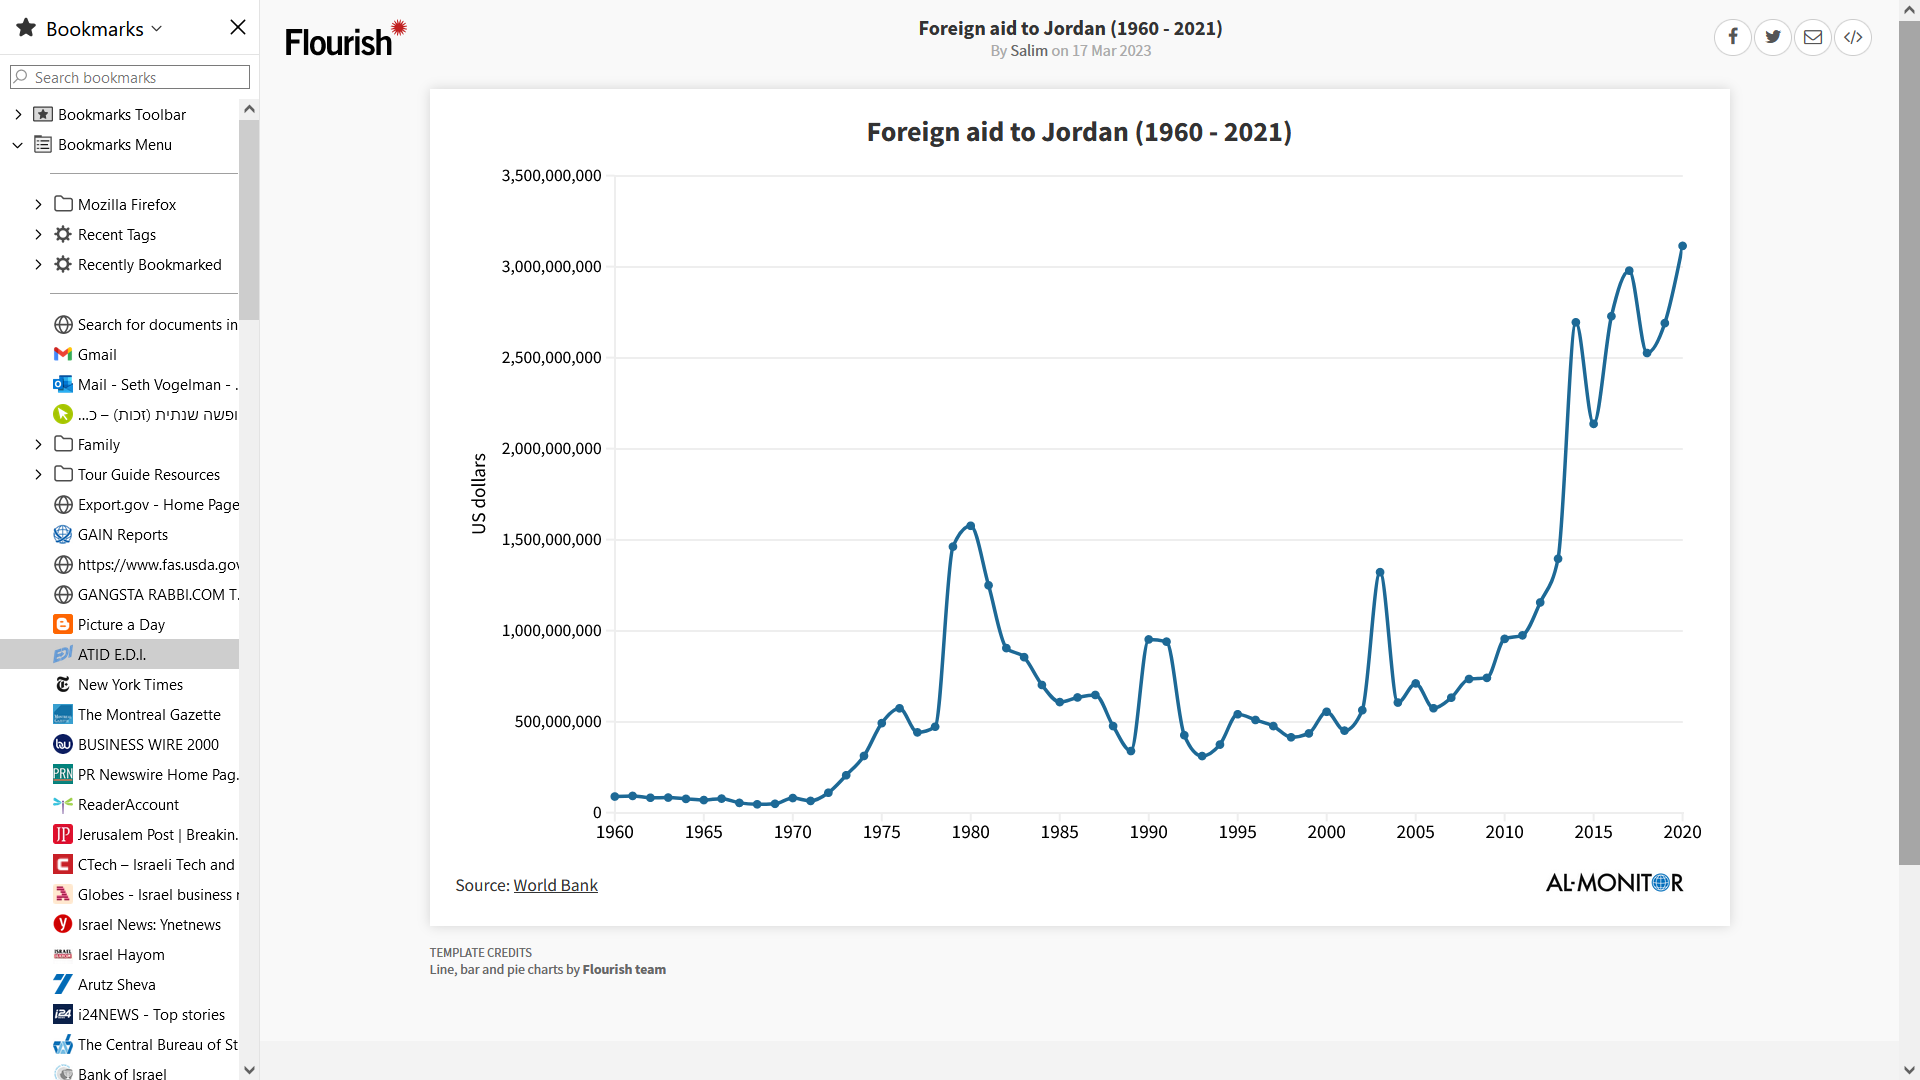 Bookmarks
Search bookmarks
Bookmarks Toolbar
Bookmarks Menu
Mozilla Firefox
Recent Tags
Recently Bookmarked
Search for documents in
Gmail
Mail - Seth Vogelman - .
ופשה שנתית (זכות) – כ...
Family
Tour Guide Resources
Export.gov - Home Page
GAIN Reports
https://www.fas.usda.gov
GANGSTA RABBI.COM T.
Picture a Day
ATID E.D.I.
New York Times
The Montreal Gazette
BUSINESS WIRE 2000
PR Newswire Home Pag.
ReaderAccount
Jerusalem Post | Breakin.
CTech – Israeli Tech and
Globes - Israel business
Israel News: Ynetnews
Israel Hayom
Arutz Sheva
i24NEWS - Top stories
The Central Bureau of St
Bank of Israel
Flourish
Foreign aid to Jordan (1960 - 2021)
By Salim on 17 Mar 2023
Foreign aid to Jordan (1960 - 2021)
US dollars
3,500,000,000
3,000,000,000
2,500,000,000
2,000,000,000
1,500,000,000
1,000,000,000
500,000,000
0
1960 1965 1970 1975 1980 1985 1990 1995 2000 2005 2010 2015 2020
Source: World Bank
AL-MONITOR
TEMPLATE CREDITS
Line, bar and pie charts by Flourish team